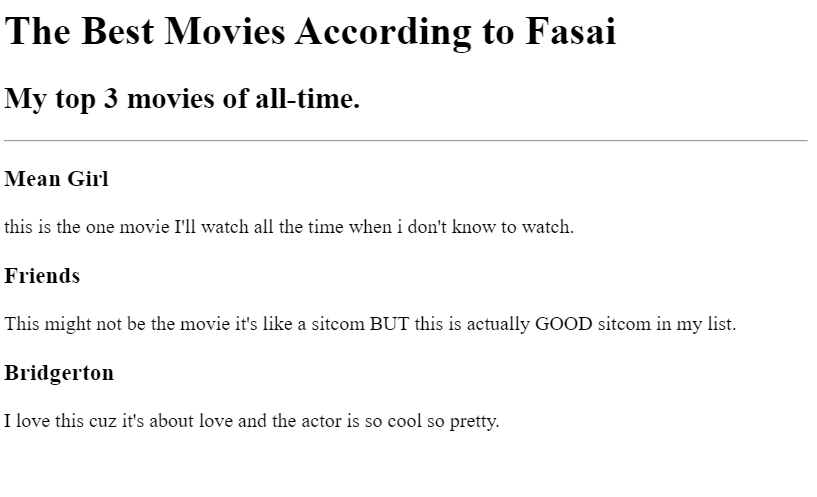 The Best Movies According to Fasai
My top 3 movies of all-time.
Mean Girl
this is the one movie I'll watch all the time when i don't know to watch.
Friends
This might not be the movie it's like a sitcom BUT this is actually GOOD sitcom in my list.
Bridgerton
I love this cuz it's about love and the actor is so cool so pretty.